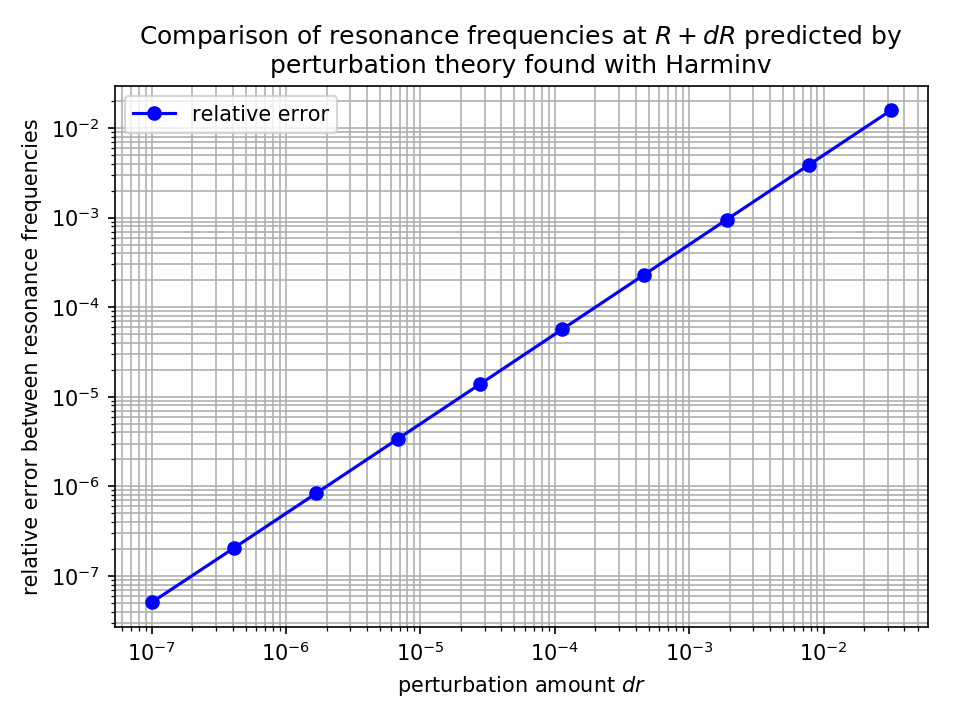 Comparison of resonance frequencies at R + dR predicted by
perturbation theory found with Harminv
relative error
relative error between resonance frequencies
10⁻²
10⁻³
10⁻⁴
10⁻⁵
10⁻⁶
10⁻⁷
10⁻⁷ 10⁻⁶ 10⁻⁵ 10⁻⁴ 10⁻³ 10⁻²
perturbation amount dr